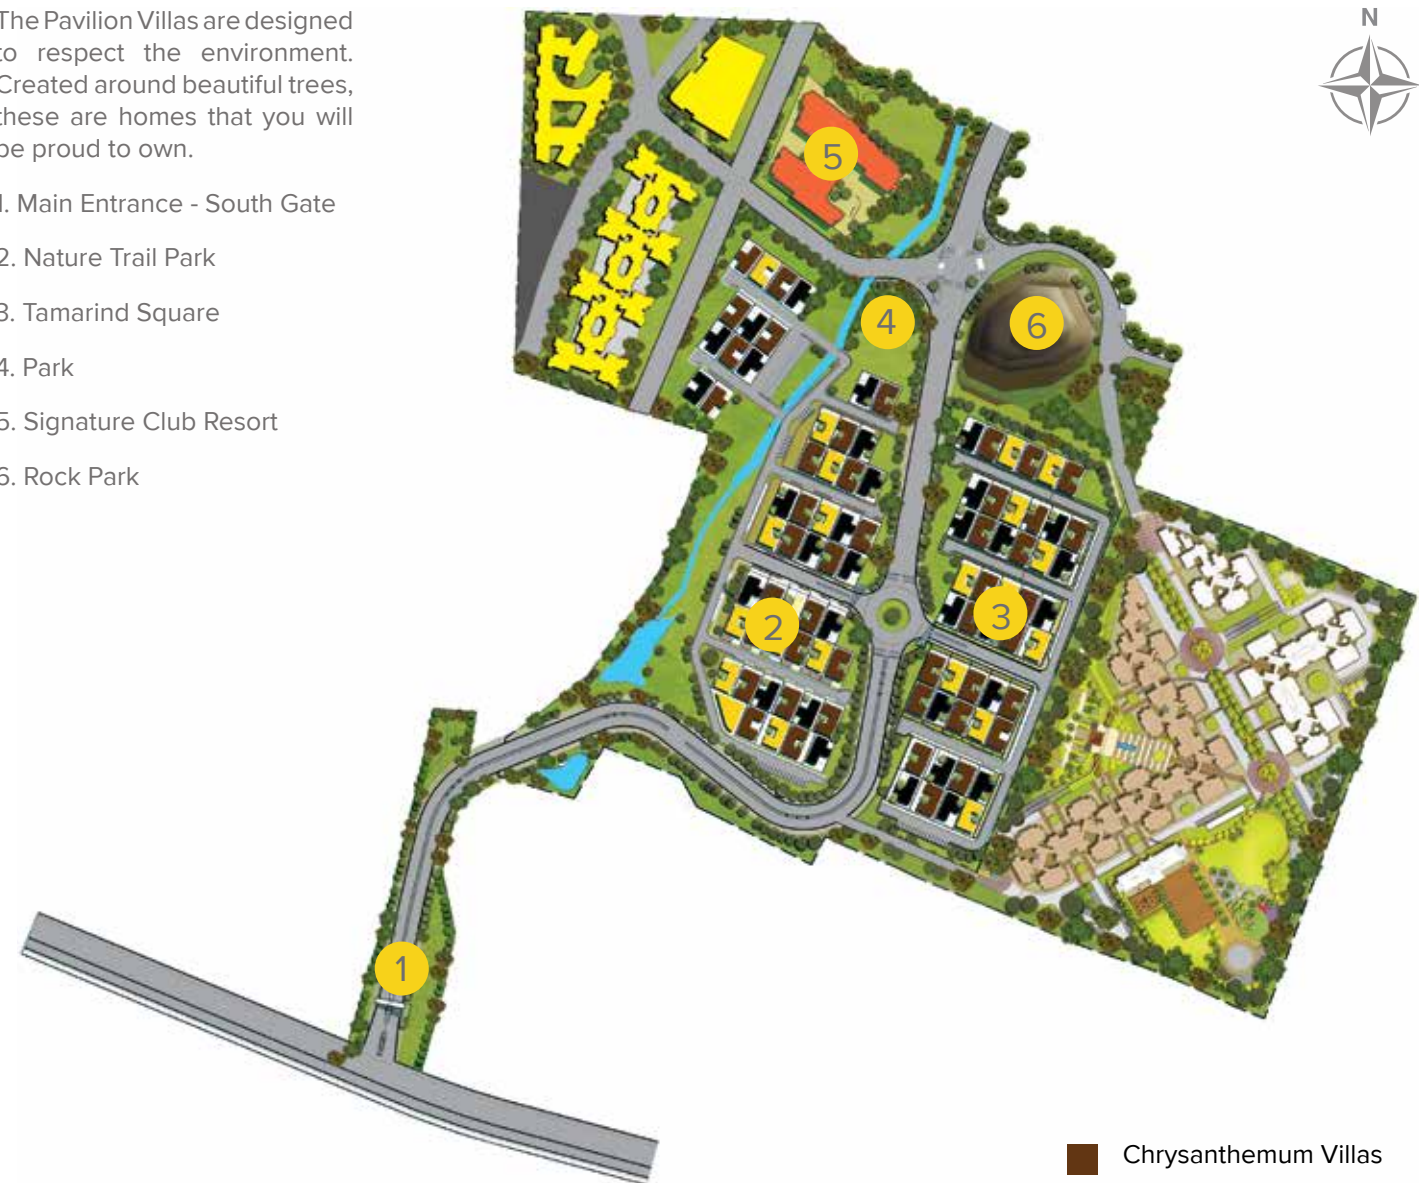 The Pavilion Villas are designed
to respect the environment.
Created around beautiful trees,
these are homes that you will
be proud to own.
1. Main Entrance - South Gate
2. Nature Trail Park
3. Tamarind Square
4. Park
5. Signature Club Resort
6. Rock Park
N
5
4
6
2
3
1
Chrysanthemum Villas